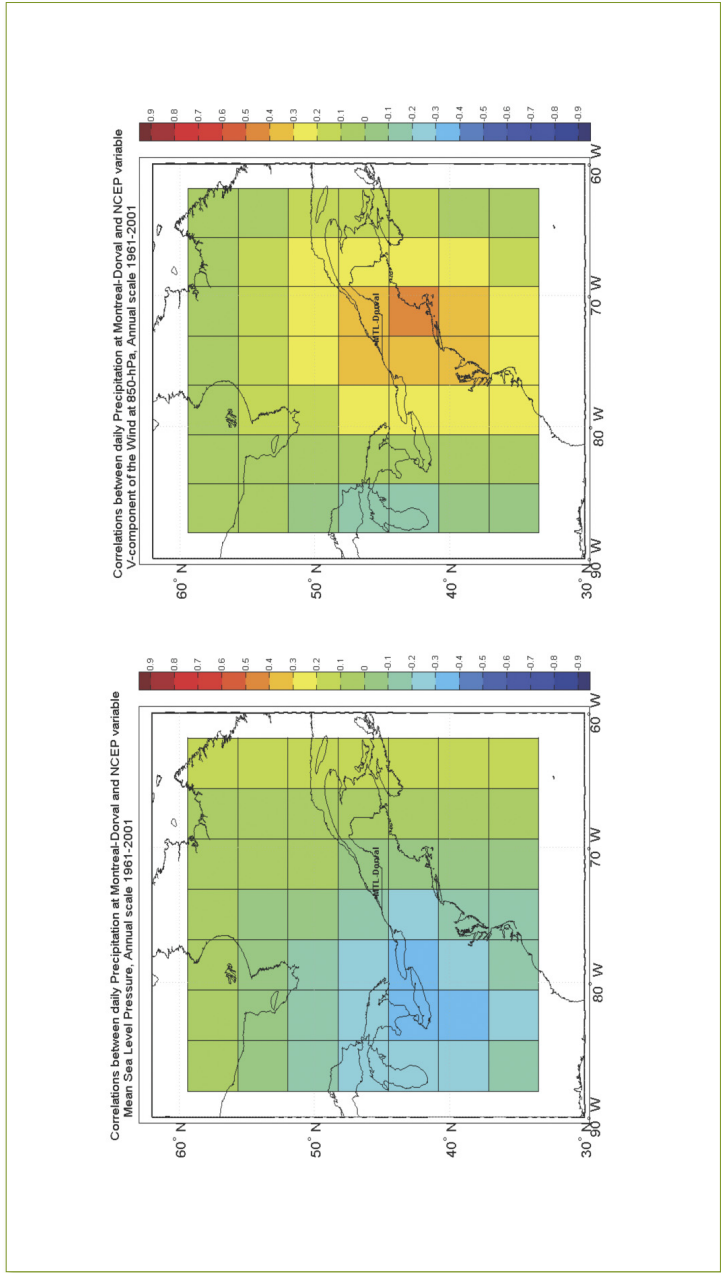 Correlations between daily Precipitation at Montreal-Dorval and NCEP variable
Mean Sea Level Pressure, Annual scale 1961-2001
60° N
50° N
40° N
30° N
90° W
80° W
70° W
60° W
MTL Dorval
0.9
0.8
0.7
0.6
0.5
0.4
0.3
0.2
0.1
0
-0.1
-0.2
-0.3
-0.4
-0.5
-0.6
-0.7
-0.8
-0.9
Correlations between daily Precipitation at Montreal-Dorval and NCEP variable
V-component of the Wind at 850-hPa, Annual scale 1961-2001
60° N
50° N
40° N
30° N
90° W
80° W
70° W
60° W
MTL Dorval
0.9
0.8
0.7
0.6
0.5
0.4
0.3
0.2
0.1
0
-0.1
-0.2
-0.3
-0.4
-0.5
-0.6
-0.7
-0.8
-0.9